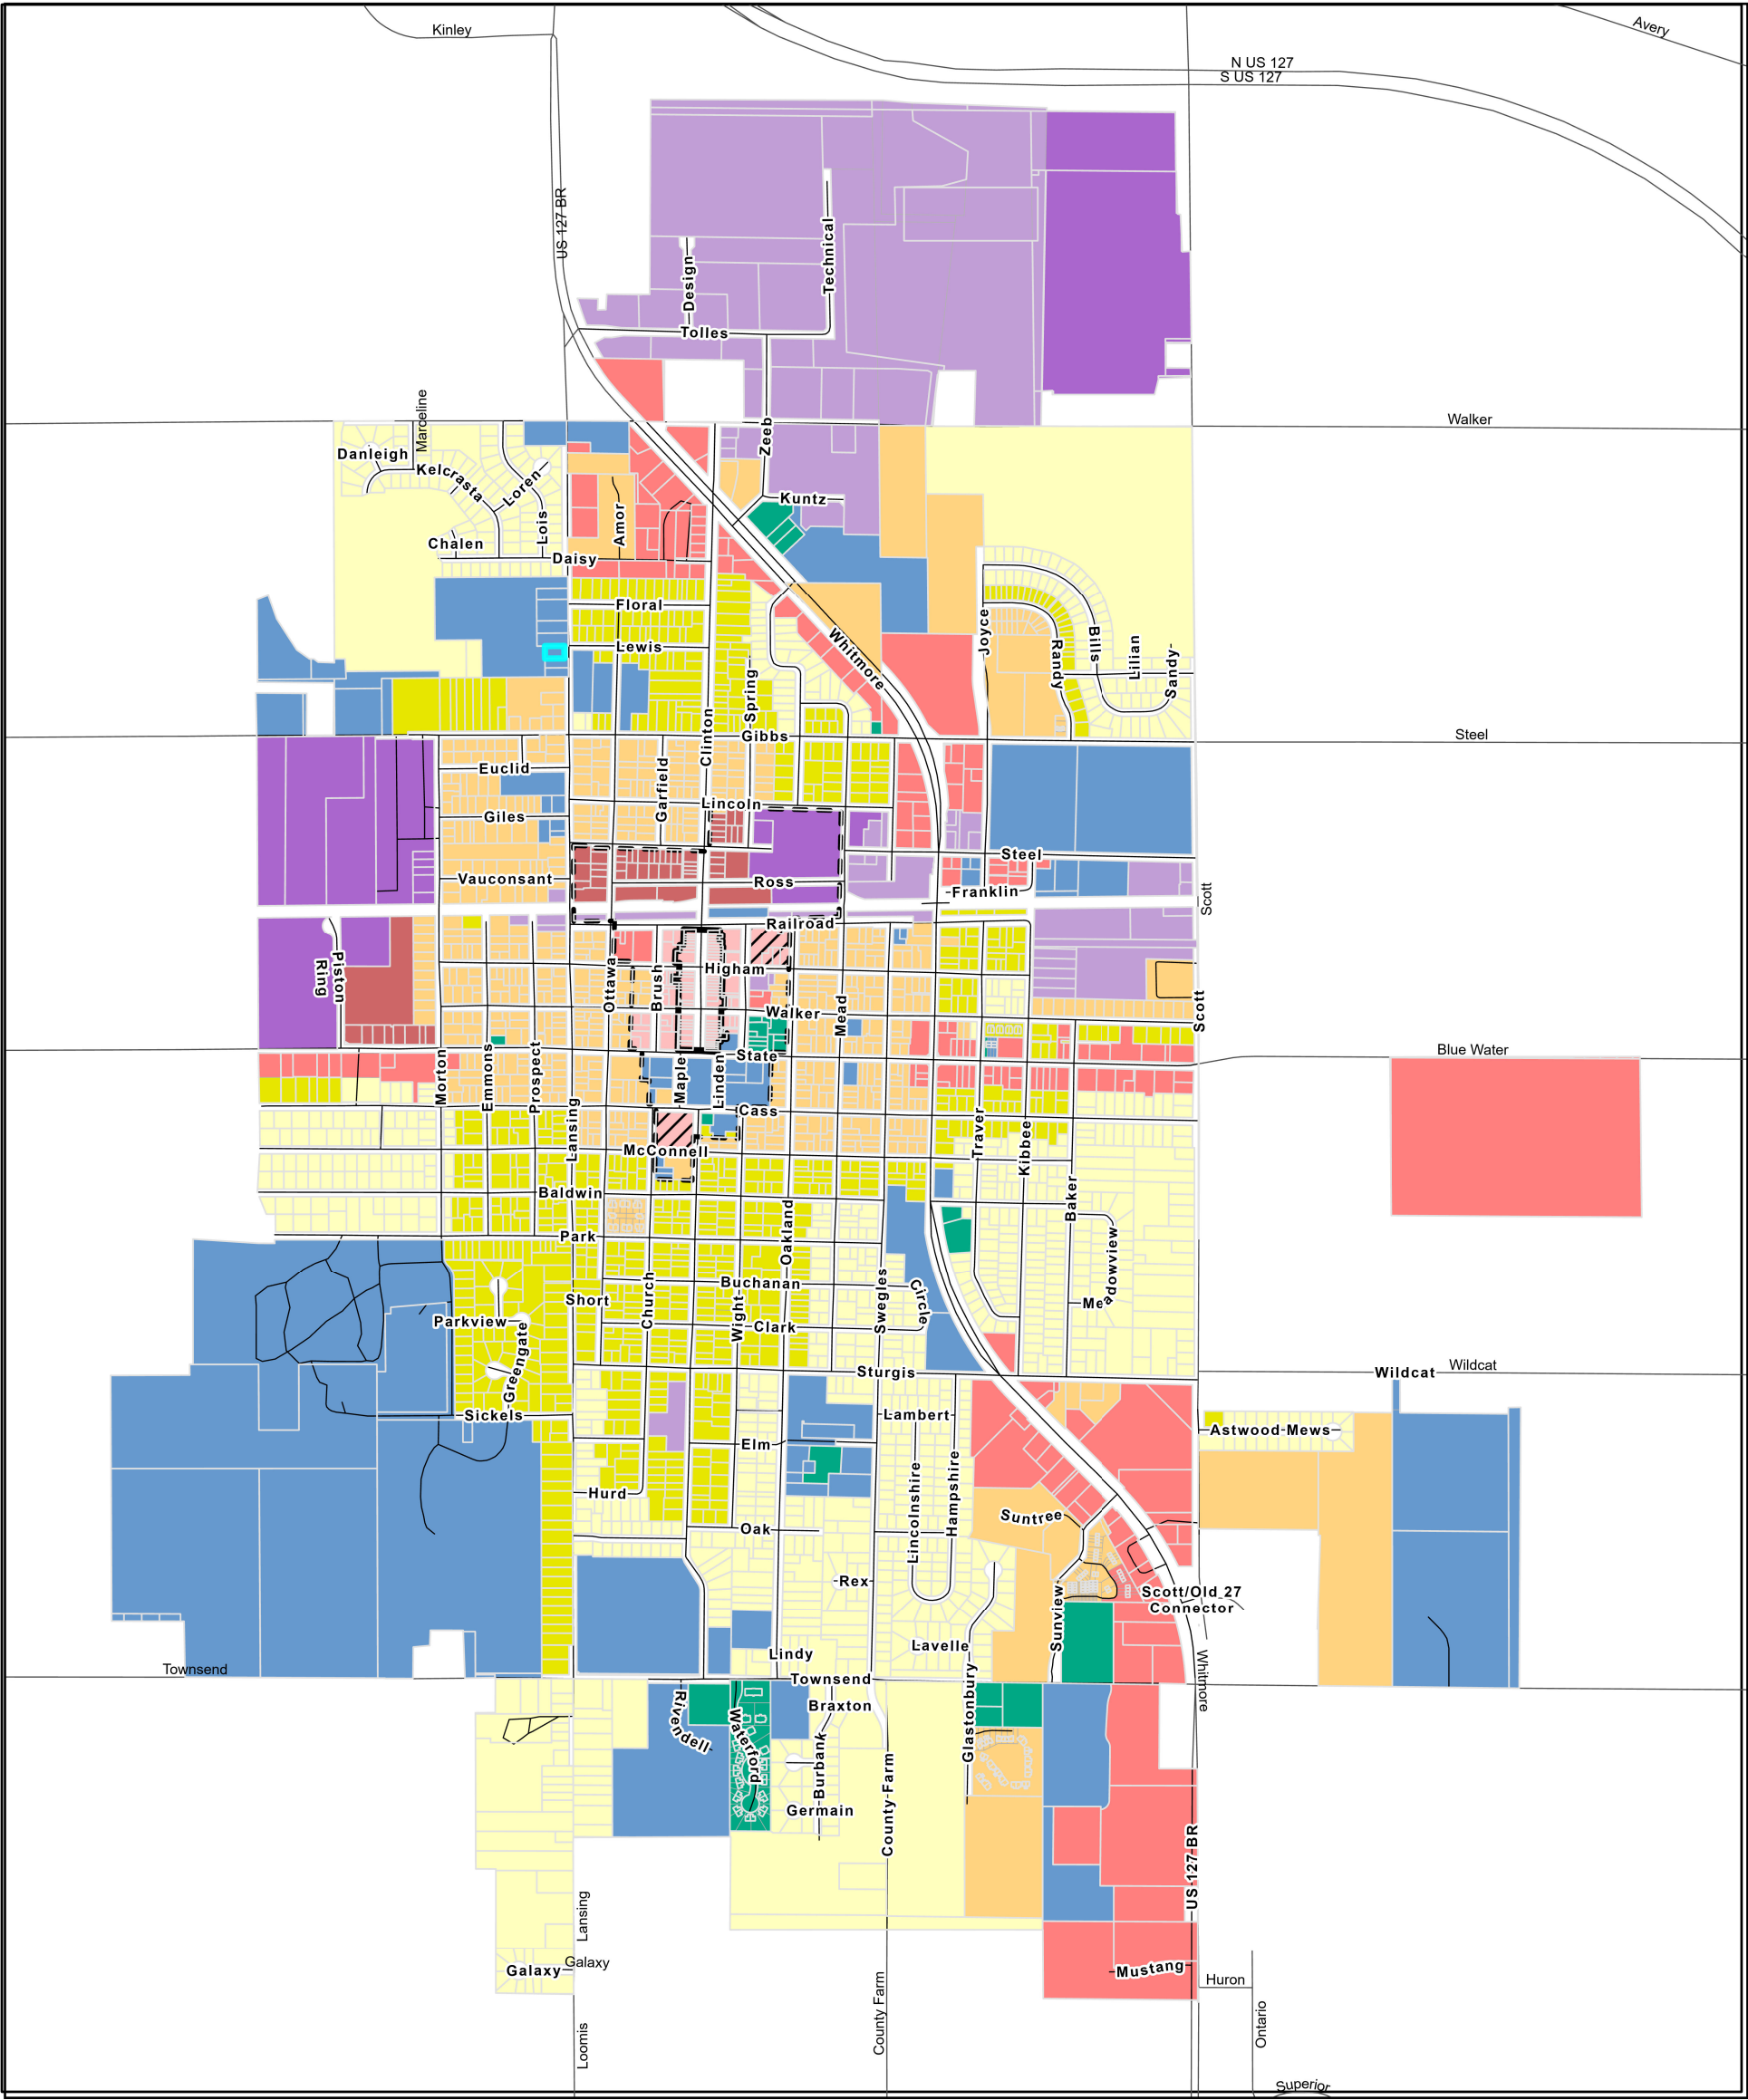 Kinley
Avery
N US 127
S US 127
US 127 BR
Technical
Design
Tolles
Marceline
Walker
Zeeb
Danleigh
Kelcrasta
Loren
Kuntz
Lois
Amor
Chalen
Daisy
Floral
Joyce
Bills
Lilian
Sandy
Randy
Lewis
Whitmore
Spring
Clinton
Gibbs
Steel
Euclid
Garfield
Lincoln
Giles
Steel
Vauconsant
Ross
Franklin
Scott
Railroad
Ring
Piston
Ottawa
Brush
Higham
Mead
Walker
Scott
State
Blue Water
Morton
Emmons
Prospect
Maple
Linden
Lansing
Cass
Traver
Kibbee
McConnell
Baldwin
Baker
Oakland
Park
Meadowview
Buchanan
Church
Short
Wight
Swegles
Circle
Parkview
Clark
Greengate
Sturgis
Wildcat
Wildcat
Sickels
Lambert
Astwood Mews
Elm
Lincolnshire
Hampshire
Hurd
Suntree
Oak
Rex
Scott/Old 27
Connector
Sunview
Lavelle
Lindy
Townsend
Townsend
Whitmore
Rivendell
Waterford
Braxton
Glastonbury
Burbank
Germain
County Farm
US 127 BR
Lansing
Galaxy
Galaxy
Mustang
Huron
County Farm
Ontario
Loomis
Superior